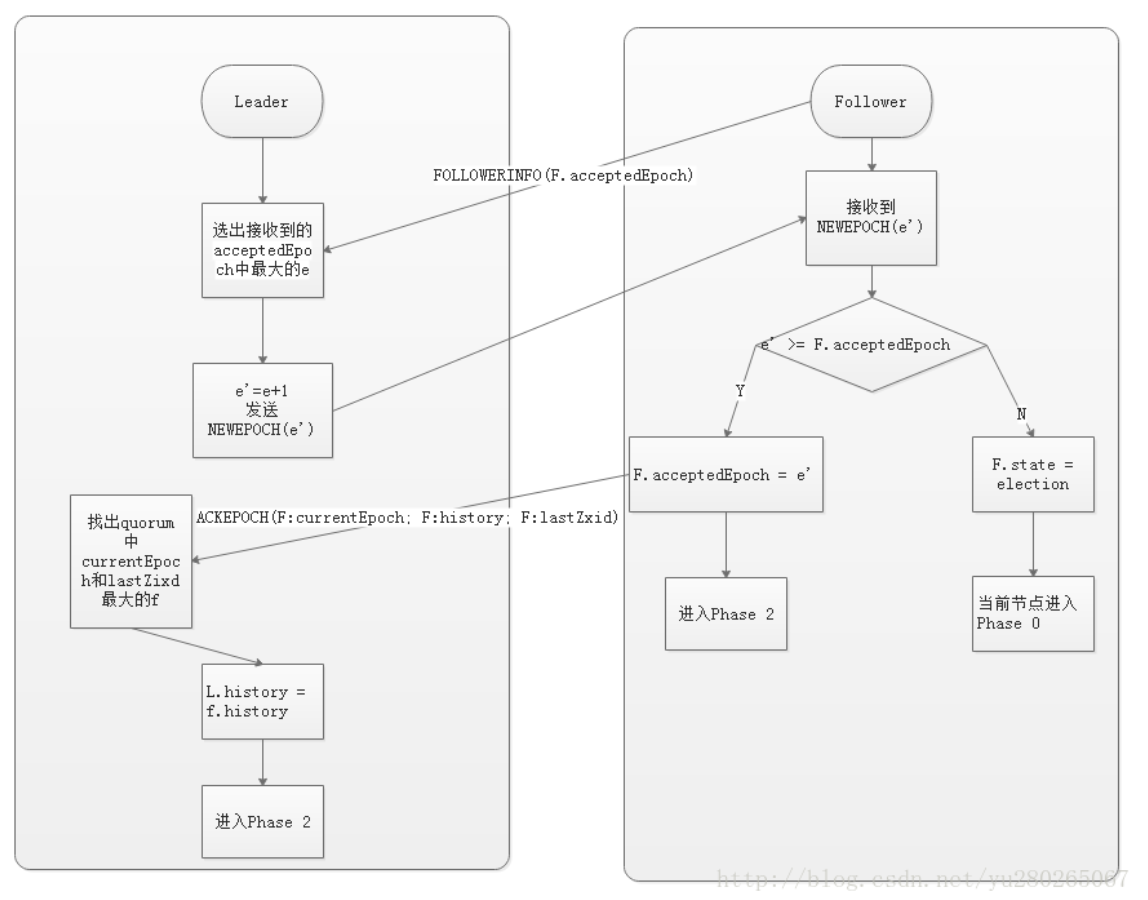 Leader
Follower
FOLLOWERINFO(F.acceptedEpoch)
选出接收到的
acceptedEpo
ch中最大的e
接收到
NEWEPOCH(e')
e' >= F.acceptedEpoch
e'=e+1
发送
NEWEPOCH(e')
Y
N
F.acceptedEpoch = e'
F.state =
election
ACKEPOCH(F:currentEpoch; F:history; F:lastZxid)
找出quorum
中
currentEpoc
h和lastZixd
最大的f
进入Phase 2
当前节点进入
Phase 0
L.history =
f.history
进入Phase 2
http://blog.csdn.net/yu280265067